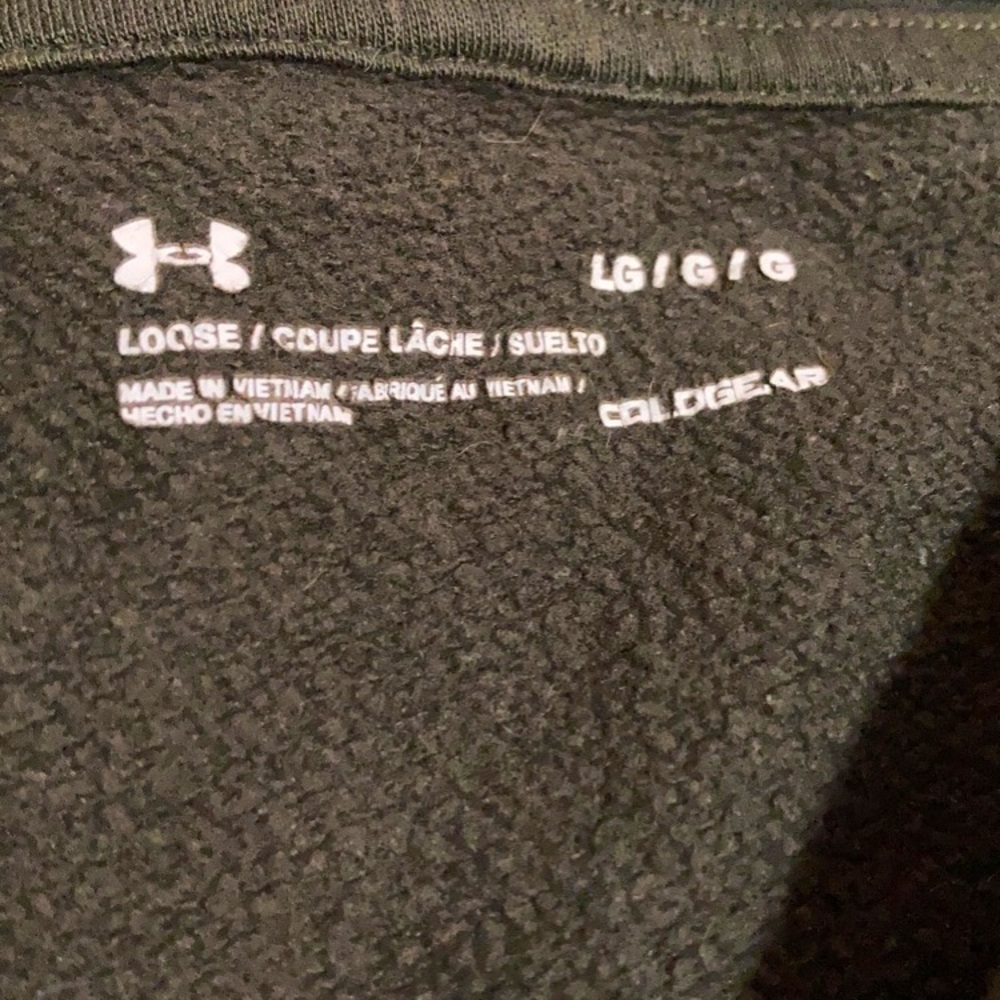 LG / G / G
LOOSE / COUPE LÂCHE / SUELTO
MADE IN VIETNAM / FABRIQUÉ AU VIETNAM /
HECHO EN VIETNAM
COLDGEAR